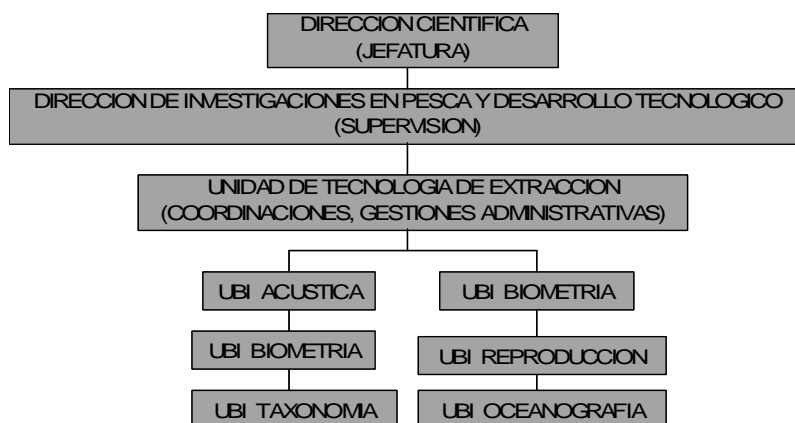 DIRECCION CIENTIFICA
(JEFATURA)
DIRECCION DE INVESTIGACIONES EN PESCA Y DESARROLLO TECNOLOGICO
(SUPERVISION)
UNIDAD DE TECNOLOGIA DE EXTRACCION
(COORDINACIONES, GESTIONES ADMINISTRATIVAS)
UBI ACUSTICA
UBI BIOMETRIA
UBI BIOMETRIA
UBI REPRODUCCION
UBI TAXONOMIA
UBI OCEANOGRAFIA